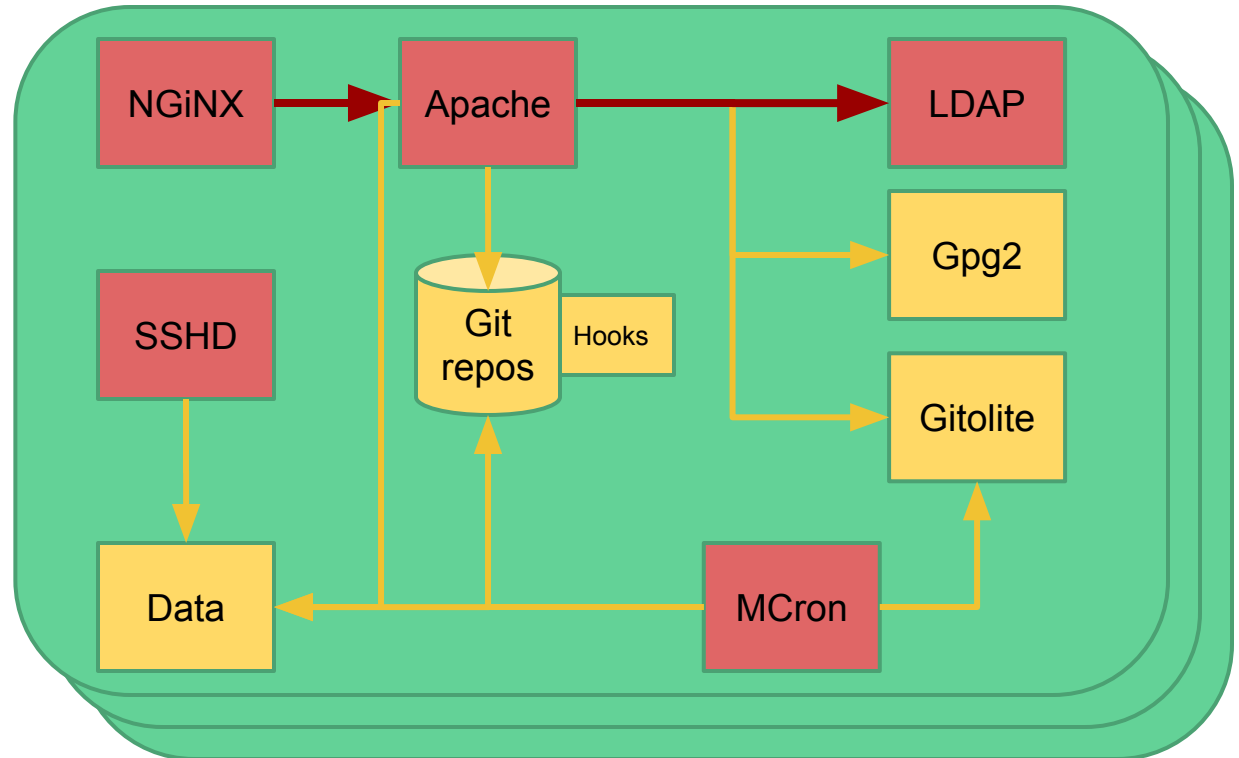 NGiNX
Apache
LDAP
Gpg2
SSHD
Git
repos
Hooks
Gitolite
Data
MCron